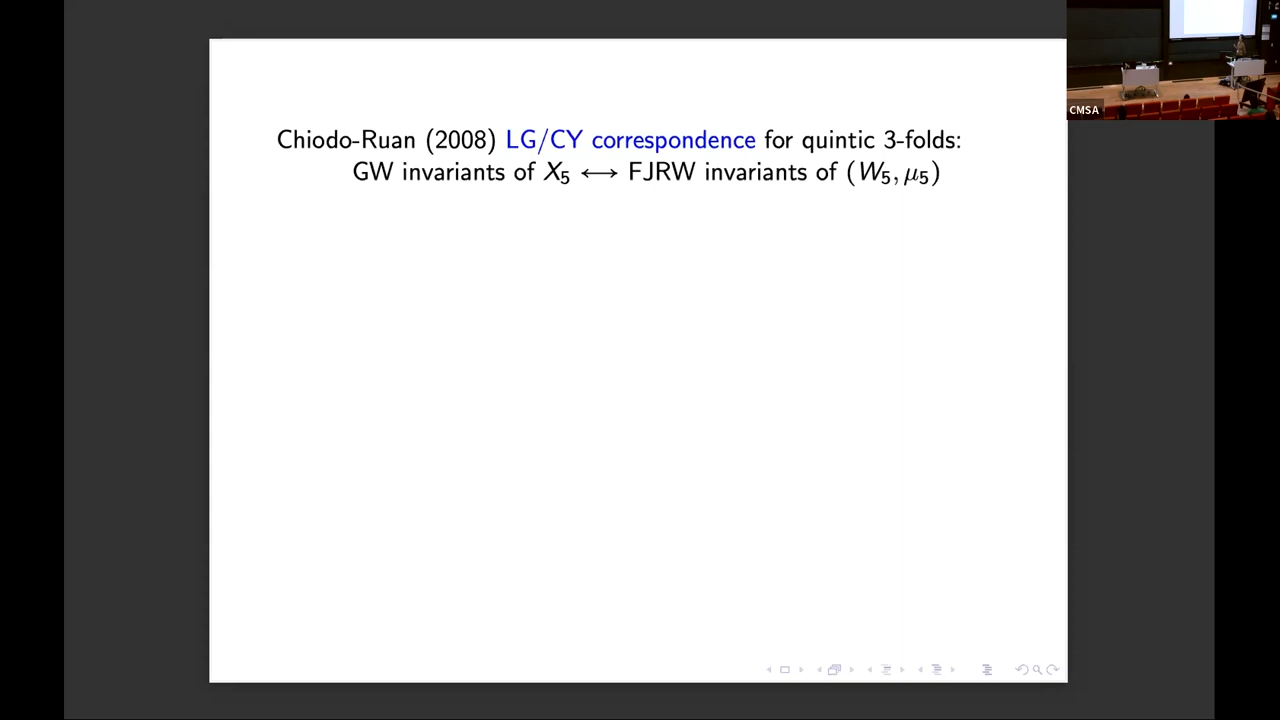 Chiodo-Ruan (2008) LG/CY correspondence for quintic 3-folds:
GW invariants of X₅ ⟷ FJRW invariants of (W₅, μ₅)
CMSA